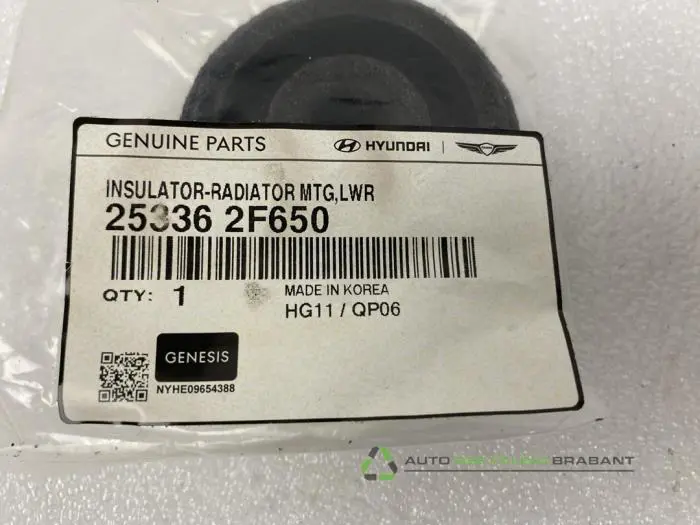 GENUINE PARTS HYUNDAI
INSULATOR-RADIATOR MTG,LWR
25336 2F650
QTY: 1 MADE IN KOREA
HG11 / QP06
GENESIS
NYHE09654388
AUTO RECYCLING BRABANT